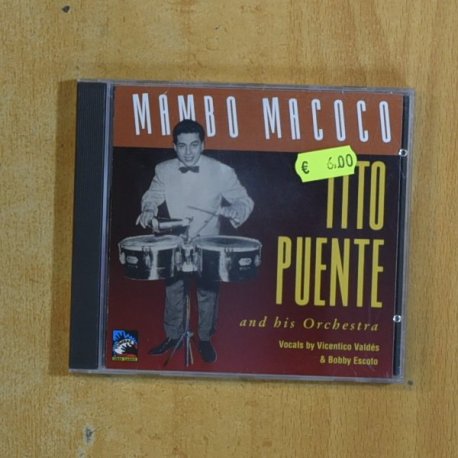 MAMBO MACOCO
€ 6,00
TITO
PUENTE
and his Orchestra
Vocals by Vicentico Valdés
& Bobby Escoto